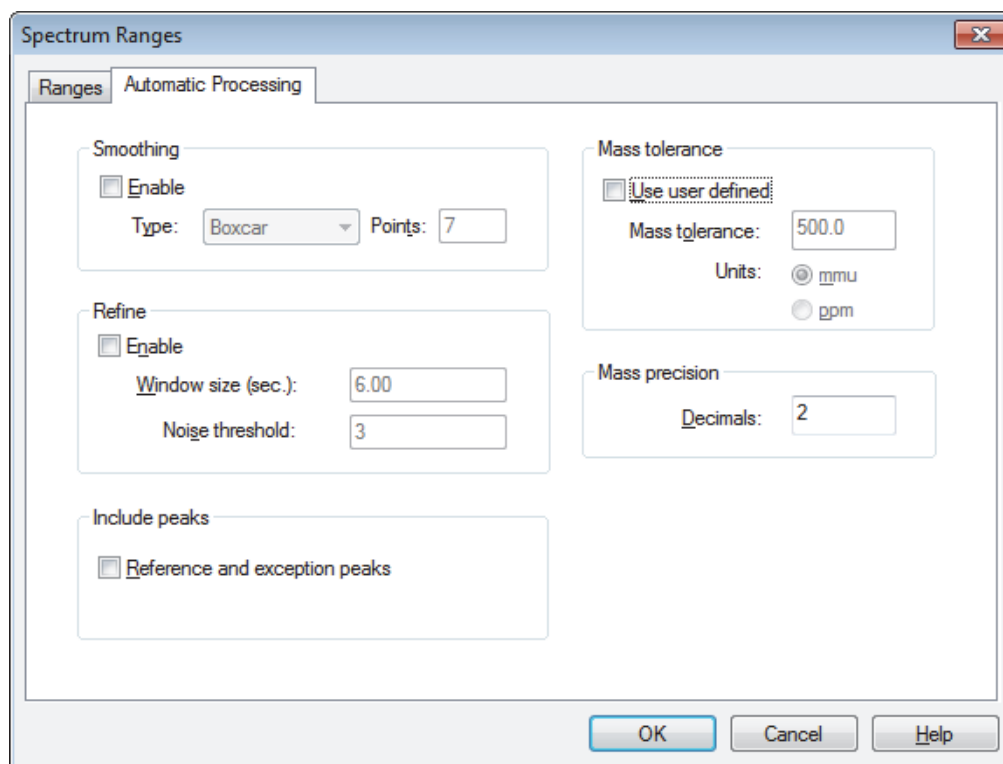 Spectrum Ranges
Ranges
Automatic Processing
Smoothing
Enable
Type: Boxcar Points: 7
Refine
Enable
Window size (sec.): 6.00
Noise threshold: 3
Include peaks
Reference and exception peaks
Mass tolerance
Use user defined
Mass tolerance: 500.0
Units: mmu
ppm
Mass precision
Decimals: 2
OK
Cancel
Help